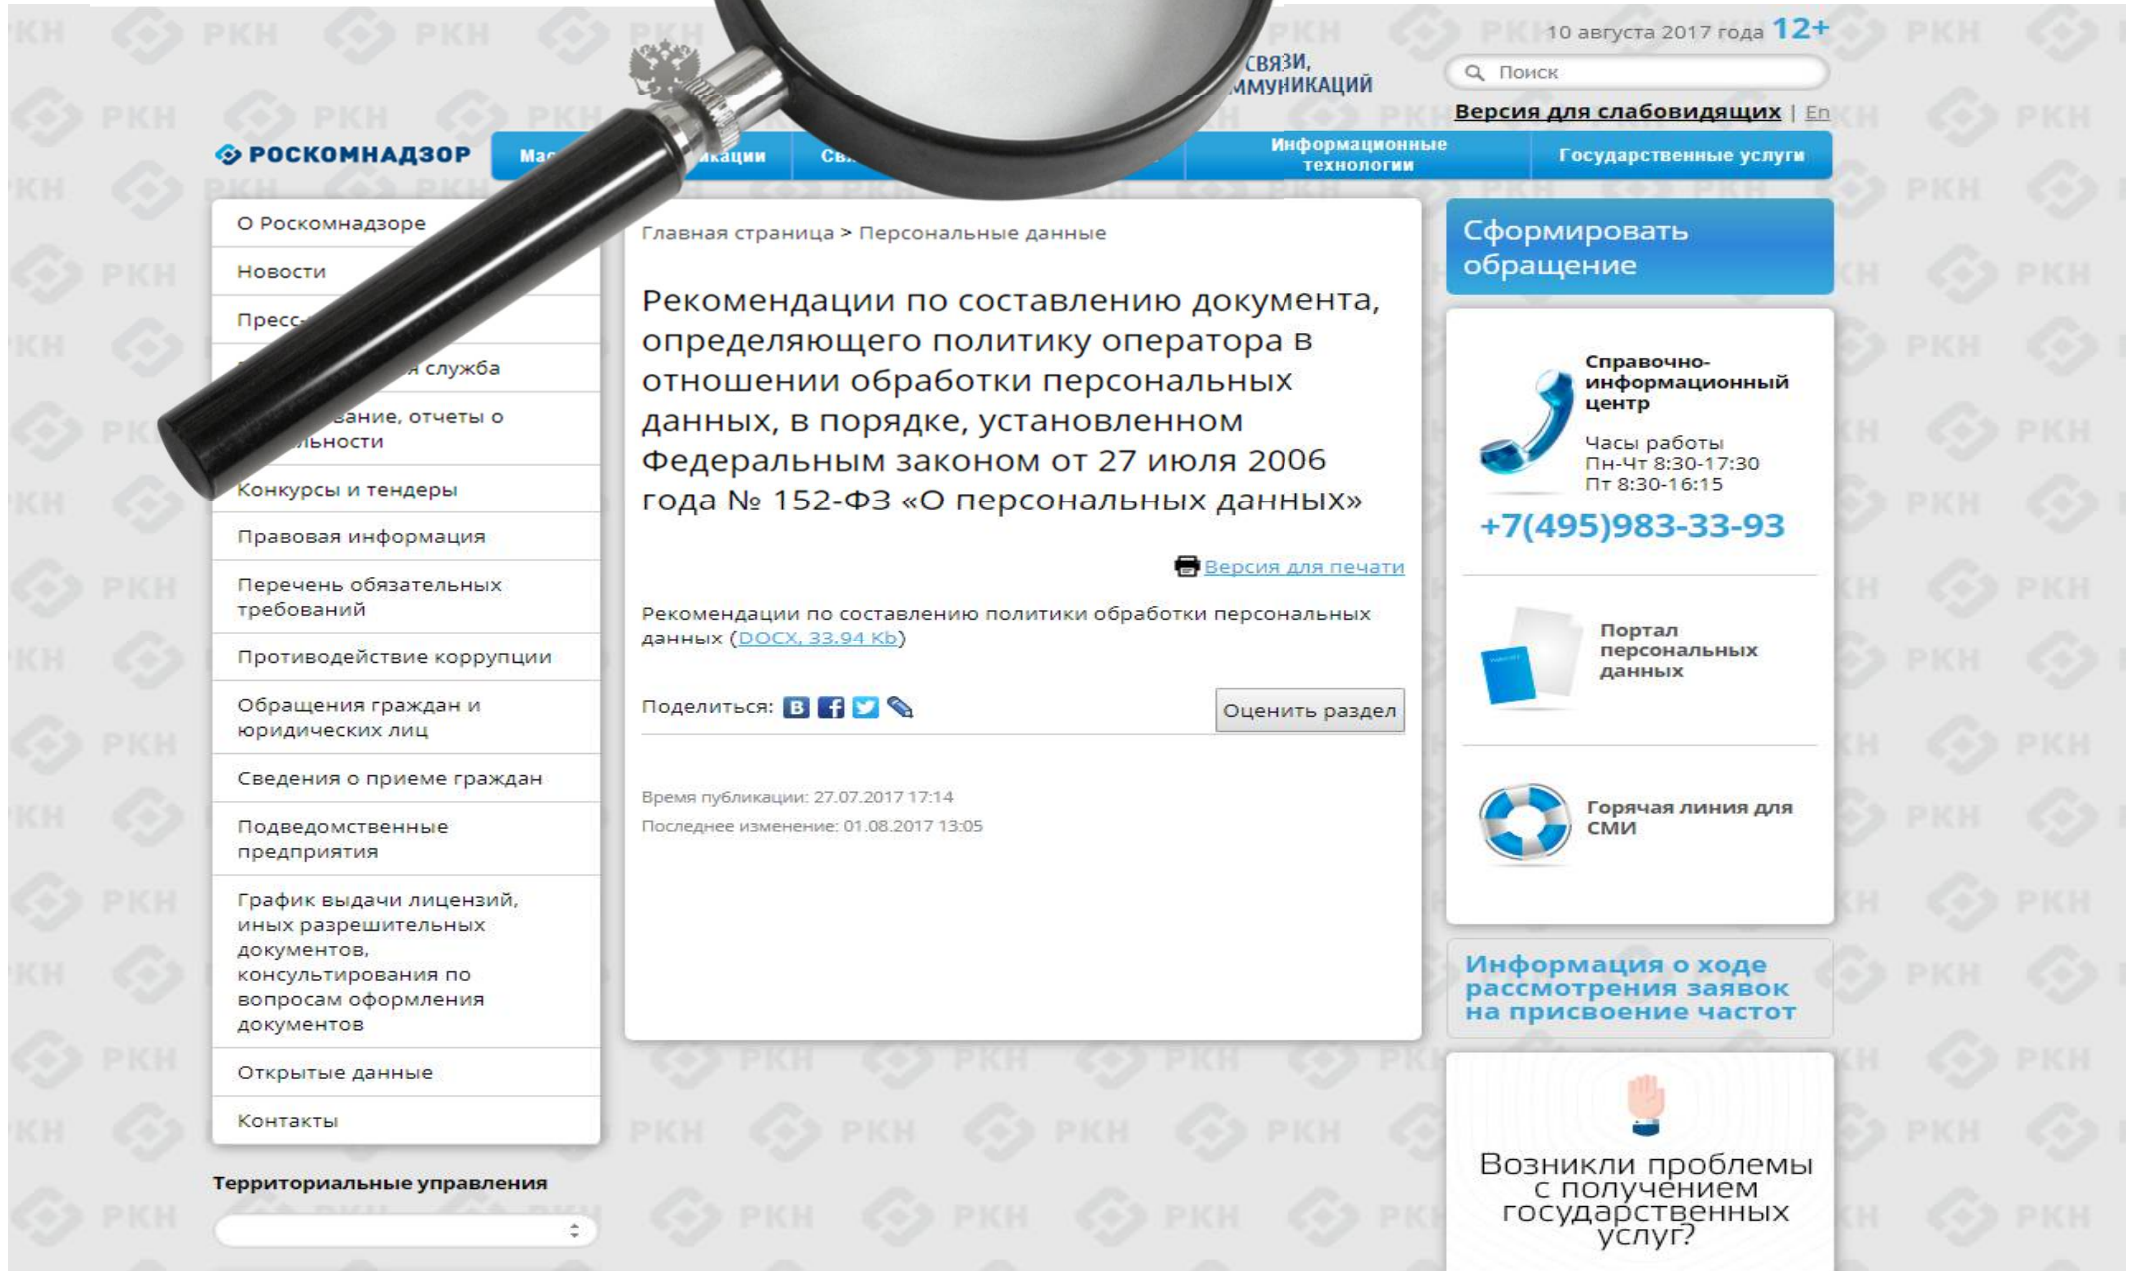 10 августа 2017 года 12+
СВЯЗИ,
Поиск
Версия для слабовидящих | En
РОСКОМНАДЗОР
Информационные
технологии
Государственные услуги
О Роскомнадзоре
Новости
служба
отчеты о
Конкурсы и тендеры
Правовая информация
Перечень обязательных
требований
Противодействие коррупции
Обращения граждан и
юридических лиц
Сведения о приеме граждан
Подведомственные
предприятия
График выдачи лицензий,
иных разрешительных
документов,
консультирования по
вопросам оформления
документов
Открытые данные
Контакты
Территориальные управления
Главная страница > Персональные данные
Рекомендации по составлению документа,
определяющего политику оператора в
отношении обработки персональных
данных, в порядке, установленном
Федеральным законом от 27 июля 2006
года № 152-ФЗ «О персональных данных»
Версия для печати
Рекомендации по составлению политики обработки персональных
данных (DOCX, 33.94 Kb)
Поделиться:
Оценить раздел
Время публикации: 27.07.2017 17:14
Последнее изменение: 01.08.2017 13:05
Сформировать
обращение
Справочно-
информационный
центр
Часы работы
Пн-Чт 8:30-17:30
Пт 8:30-16:15
+7(495)983-33-93
Портал
персональных
данных
Горячая линия для
СМИ
Информация о ходе
рассмотрения заявок
на присвоение частот
Возникли проблемы
с получением
государственных
услуг?